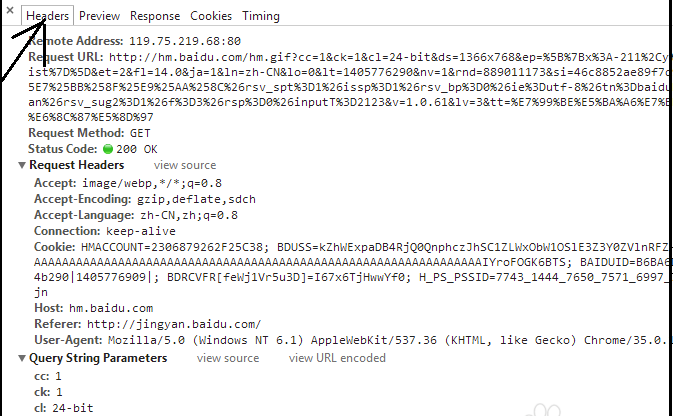 × Headers Preview Response Cookies Timing
Remote Address: 119.75.219.68:80
Request URL: http://hm.baidu.com/hm.gif?cc=1&ck=1&cl=24-bit&ds=1366x768&ep=%5B%7Bx%3A-211%2Cy
ist%7D%5D&et=2&fl=14.0&ja=1&ln=zh-CN&lo=0&lt=1405776290&nv=1&rnd=889011173&si=46c8852ae89f7d
5E7%25BB%258F%25E9%25AA%258C%26rsv_spt%3D1%26issp%3D1%26rsv_bp%3D0%26ie%3Dutf-8%26tn%3Dbaidu
an%26rsv_sug2%3D1%26f%3D3%26rsp%3D0%26inputT%3D2123&v=1.0.61&lv=3&tt=%E7%99%BE%E5%BA%A6%E7%B
%E6%8C%87%E5%8D%97
Request Method: GET
Status Code: 200 OK
▼Request Headers view source
Accept: image/webp,*/*;q=0.8
Accept-Encoding: gzip,deflate,sdch
Accept-Language: zh-CN,zh;q=0.8
Connection: keep-alive
Cookie: HMACCOUNT=2306879262F25C38; BDUSS=kZhWExpaDB4RjQ0QnphczJhSC1ZLWxObW1OSlE3Z3Y0ZVlnRFZ
AAAAAAAAAAAAAAAAAAAAAAAAAAAAAAAAAAAAAAAAAAAAAAAAAAAAAAAAAAAAIYroFOGK6BTS; BAIDUID=B6BA6
4b290|1405776909|; BDRCVFR[feWj1Vr5u3D]=I67x6TjHwwYf0; H_PS_PSSID=7743_1444_7650_7571_6997_
jn
Host: hm.baidu.com
Referer: http://jingyan.baidu.com/
User-Agent: Mozilla/5.0 (Windows NT 6.1) AppleWebKit/537.36 (KHTML, like Gecko) Chrome/35.0.1
▼Query String Parameters view source view URL encoded
cc: 1
ck: 1
cl: 24-bit